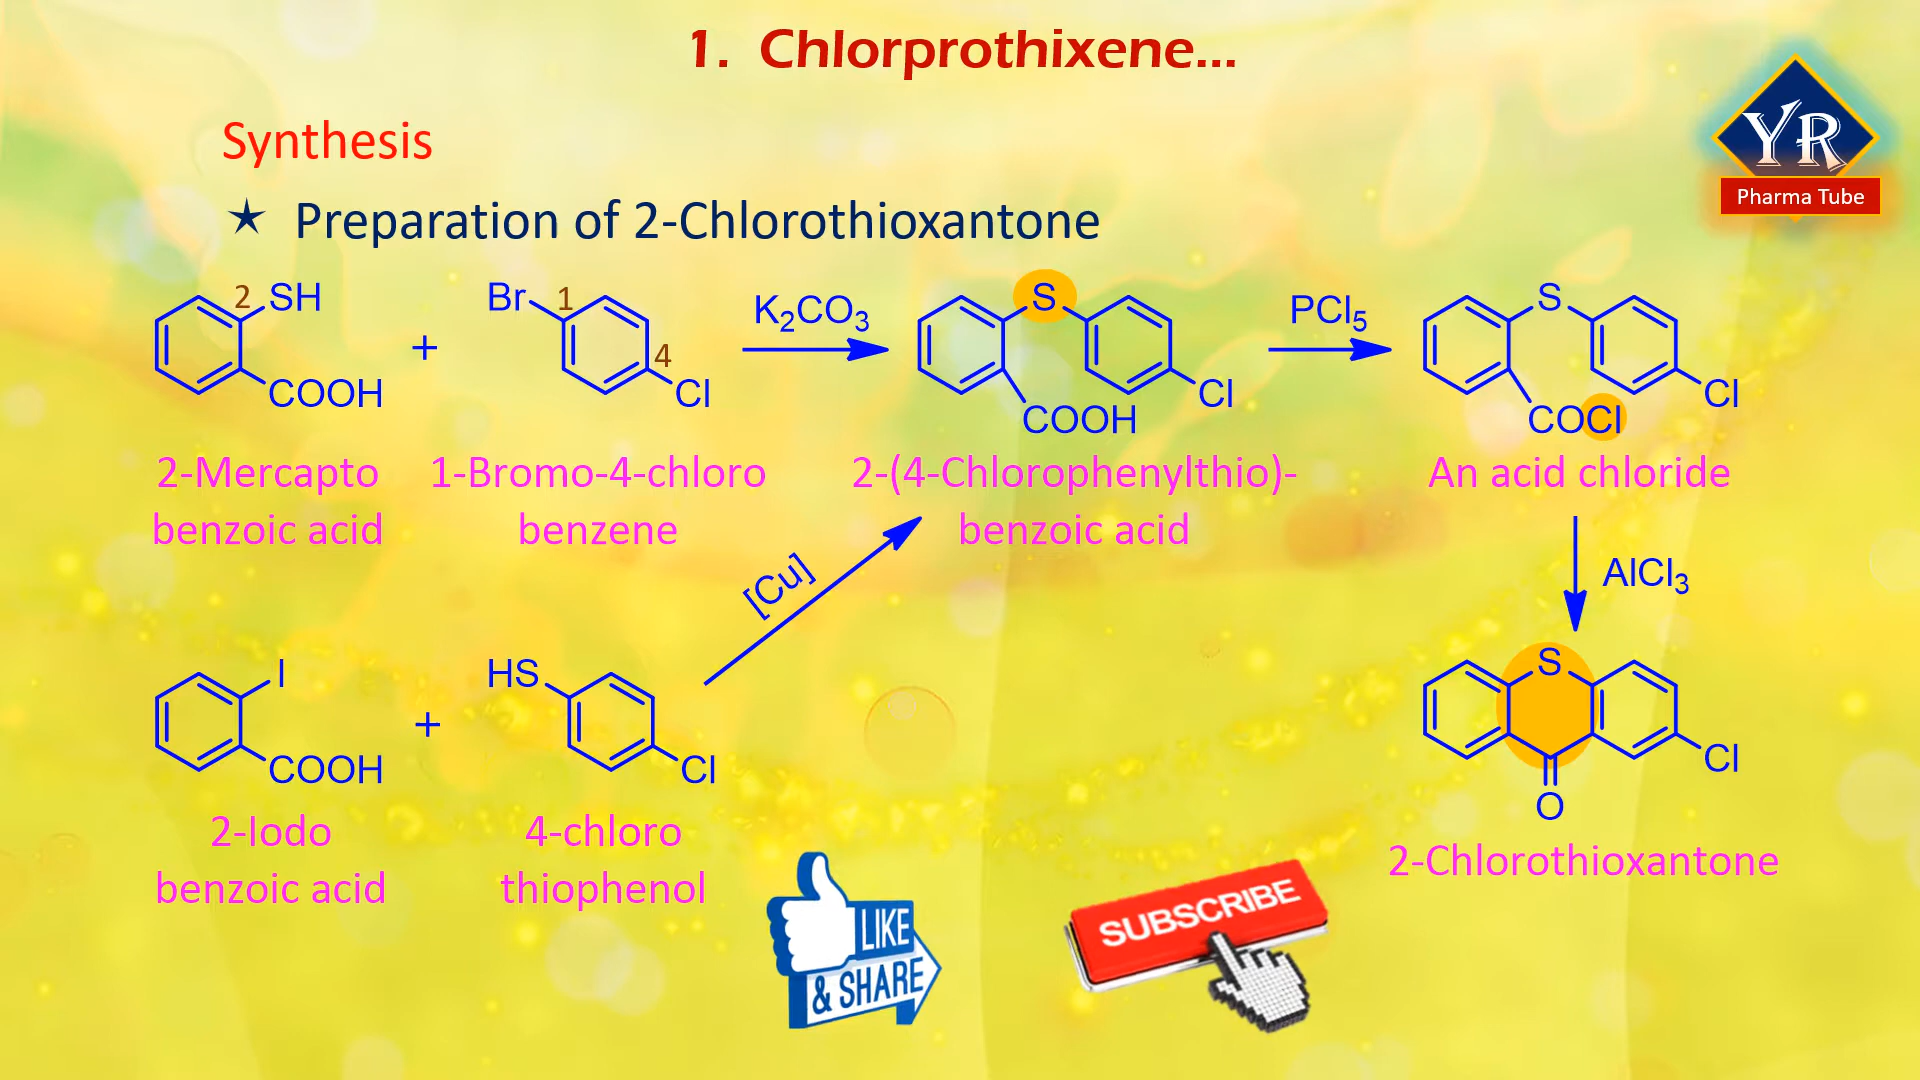 1. Chlorprothixene...
YR
Pharma Tube
Synthesis
★ Preparation of 2-Chlorothioxantone
2 SH
COOH
+
Br 1
4
Cl
K₂CO₃
S
Cl
COOH
PCl₅
S
Cl
COCl
2-Mercapto
benzoic acid
1-Bromo-4-chloro
benzene
2-(4-Chlorophenylthio)-
benzoic acid
An acid chloride
[Cu]
AlCl₃
I
COOH
+
HS
Cl
S
Cl
O
2-Iodo
benzoic acid
4-chloro
thiophenol
2-Chlorothioxantone
LIKE
& SHARE
SUBSCRIBE